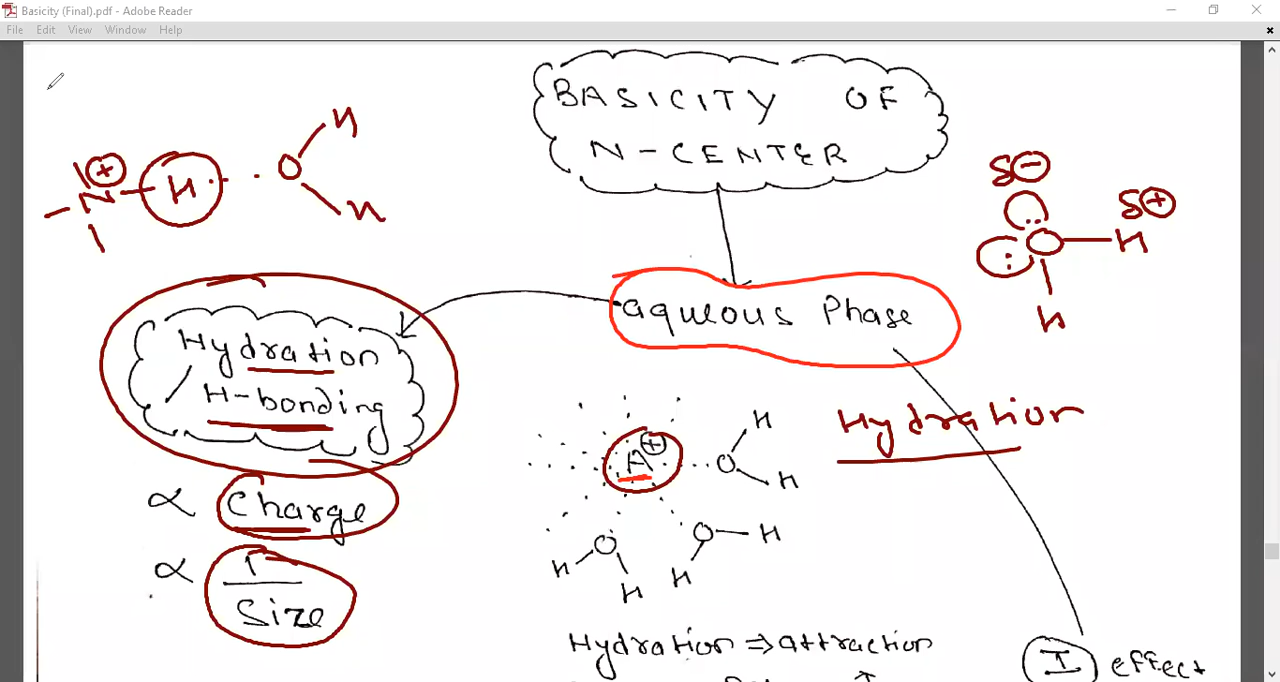 Basicity (Final).pdf - Adobe Reader
File Edit View Window Help
BASICITY OF
N-CENTER
H
N ⊕ H O
H
δ⊖
δ⊕
O H
H
aqueous Phase
Hydration
H-bonding
Hydration
A⊕
O H
H
O H
H
H O
H
∝ Charge
∝ 1
Size
Hydration ⇒ attraction
I effect